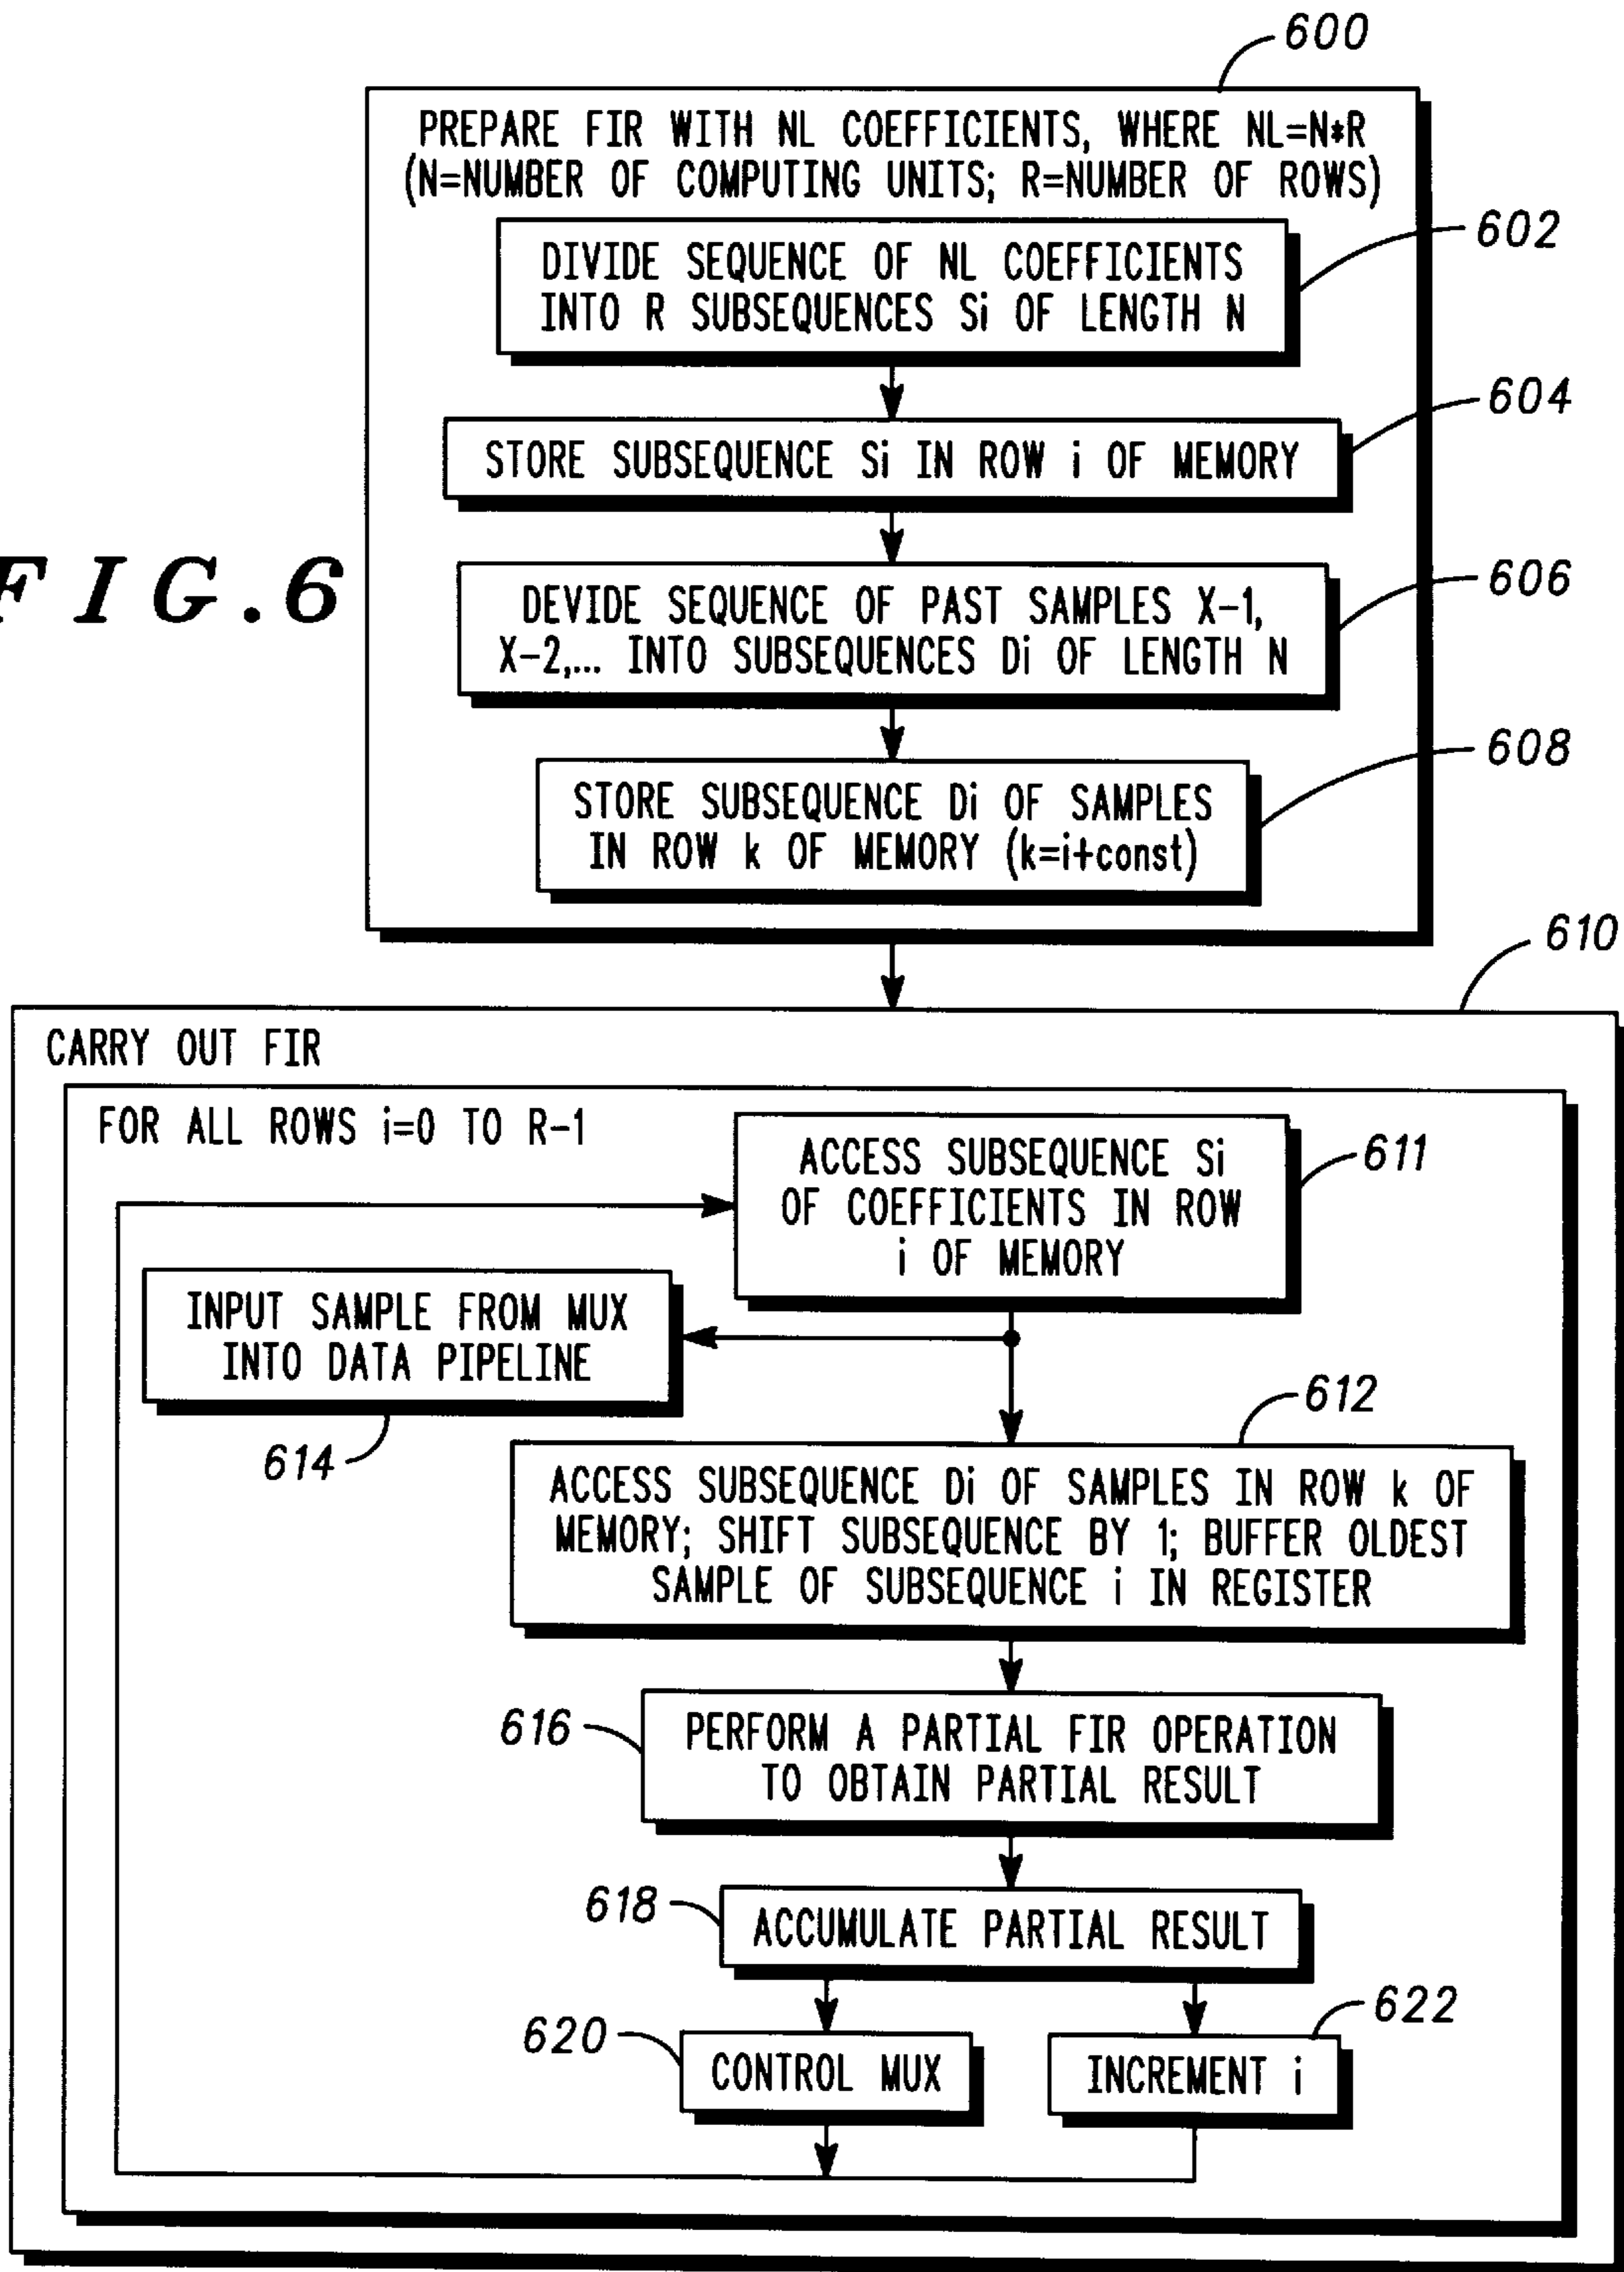 600
PREPARE FIR WITH NL COEFFICIENTS, WHERE NL=N*R
(N=NUMBER OF COMPUTING UNITS; R=NUMBER OF ROWS)
602
DIVIDE SEQUENCE OF NL COEFFICIENTS
INTO R SUBSEQUENCES Si OF LENGTH N
604
STORE SUBSEQUENCE Si IN ROW i OF MEMORY
FIG.6
606
DEVIDE SEQUENCE OF PAST SAMPLES X-1,
X-2,... INTO SUBSEQUENCES Di OF LENGTH N
608
STORE SUBSEQUENCE Di OF SAMPLES
IN ROW k OF MEMORY (k=i+const)
610
CARRY OUT FIR
FOR ALL ROWS i=0 TO R-1
611
ACCESS SUBSEQUENCE Si
OF COEFFICIENTS IN ROW
i OF MEMORY
INPUT SAMPLE FROM MUX
INTO DATA PIPELINE
614
612
ACCESS SUBSEQUENCE Di OF SAMPLES IN ROW k OF
MEMORY; SHIFT SUBSEQUENCE BY 1; BUFFER OLDEST
SAMPLE OF SUBSEQUENCE i IN REGISTER
616
PERFORM A PARTIAL FIR OPERATION
TO OBTAIN PARTIAL RESULT
618
ACCUMULATE PARTIAL RESULT
620
CONTROL MUX
622
INCREMENT i